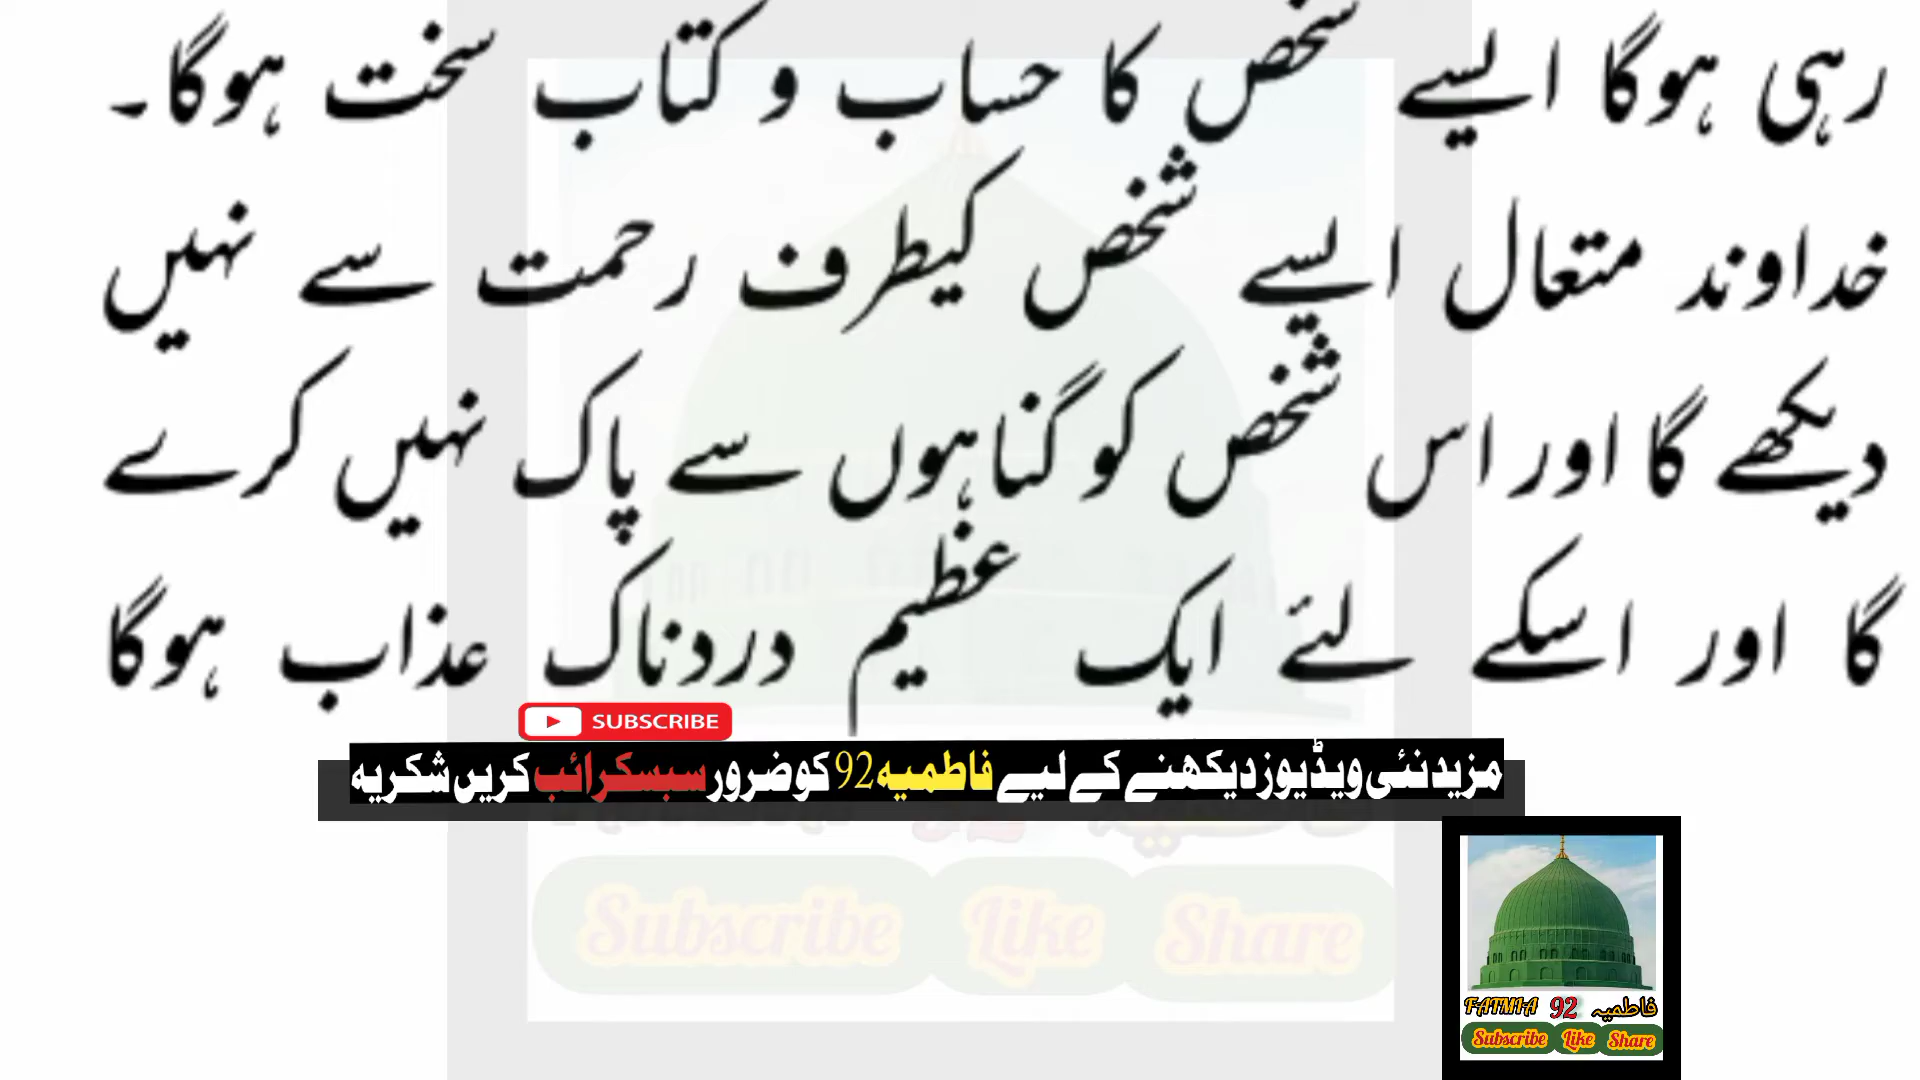 رہی ہوگا ایسے شخص کا حساب و کتاب سخت ہوگا۔
خداوند متعال ایسے شخص کیطرف رحمت سے نہیں
دیکھے گا اور اس شخص کو گناہوں سے پاک نہیں کرے
گا اور اسکے لئے ایک عظیم دردناک عذاب ہوگا
SUBSCRIBE
مزید نئی ویڈیوز دیکھنے کے لیے فاطمیہ 92 کو ضرور سبسکرائب کریں شکریہ
Subscribe Like Share
FATMIA 92 فاطمیہ
Subscribe Like Share